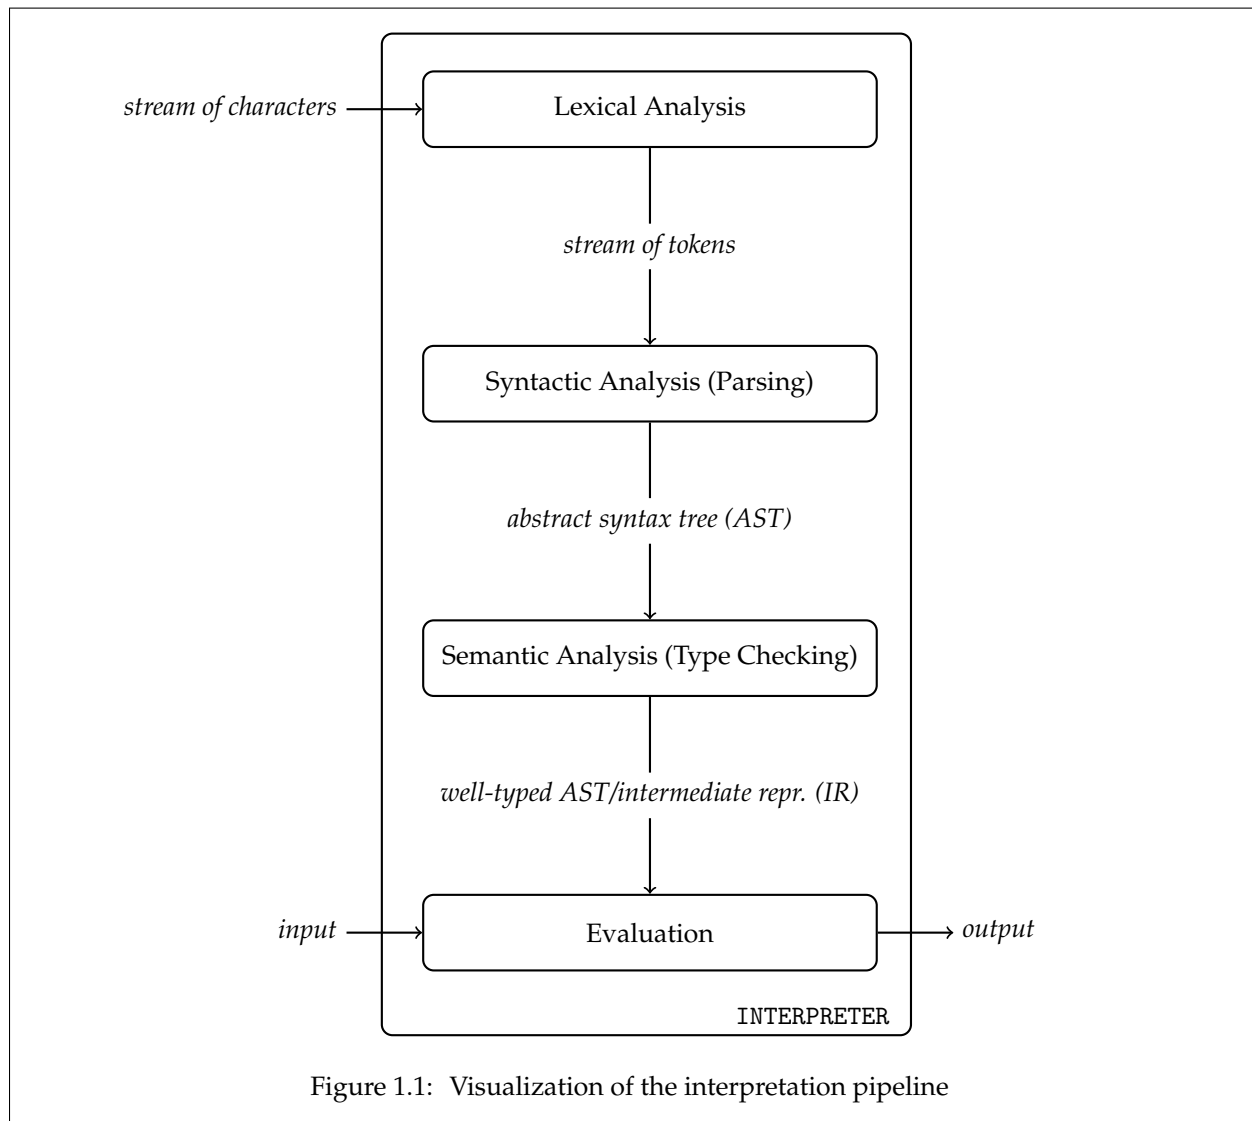 stream of characters
Lexical Analysis
stream of tokens
Syntactic Analysis (Parsing)
abstract syntax tree (AST)
Semantic Analysis (Type Checking)
well-typed AST/intermediate repr. (IR)
input
Evaluation
output
INTERPRETER
Figure 1.1: Visualization of the interpretation pipeline